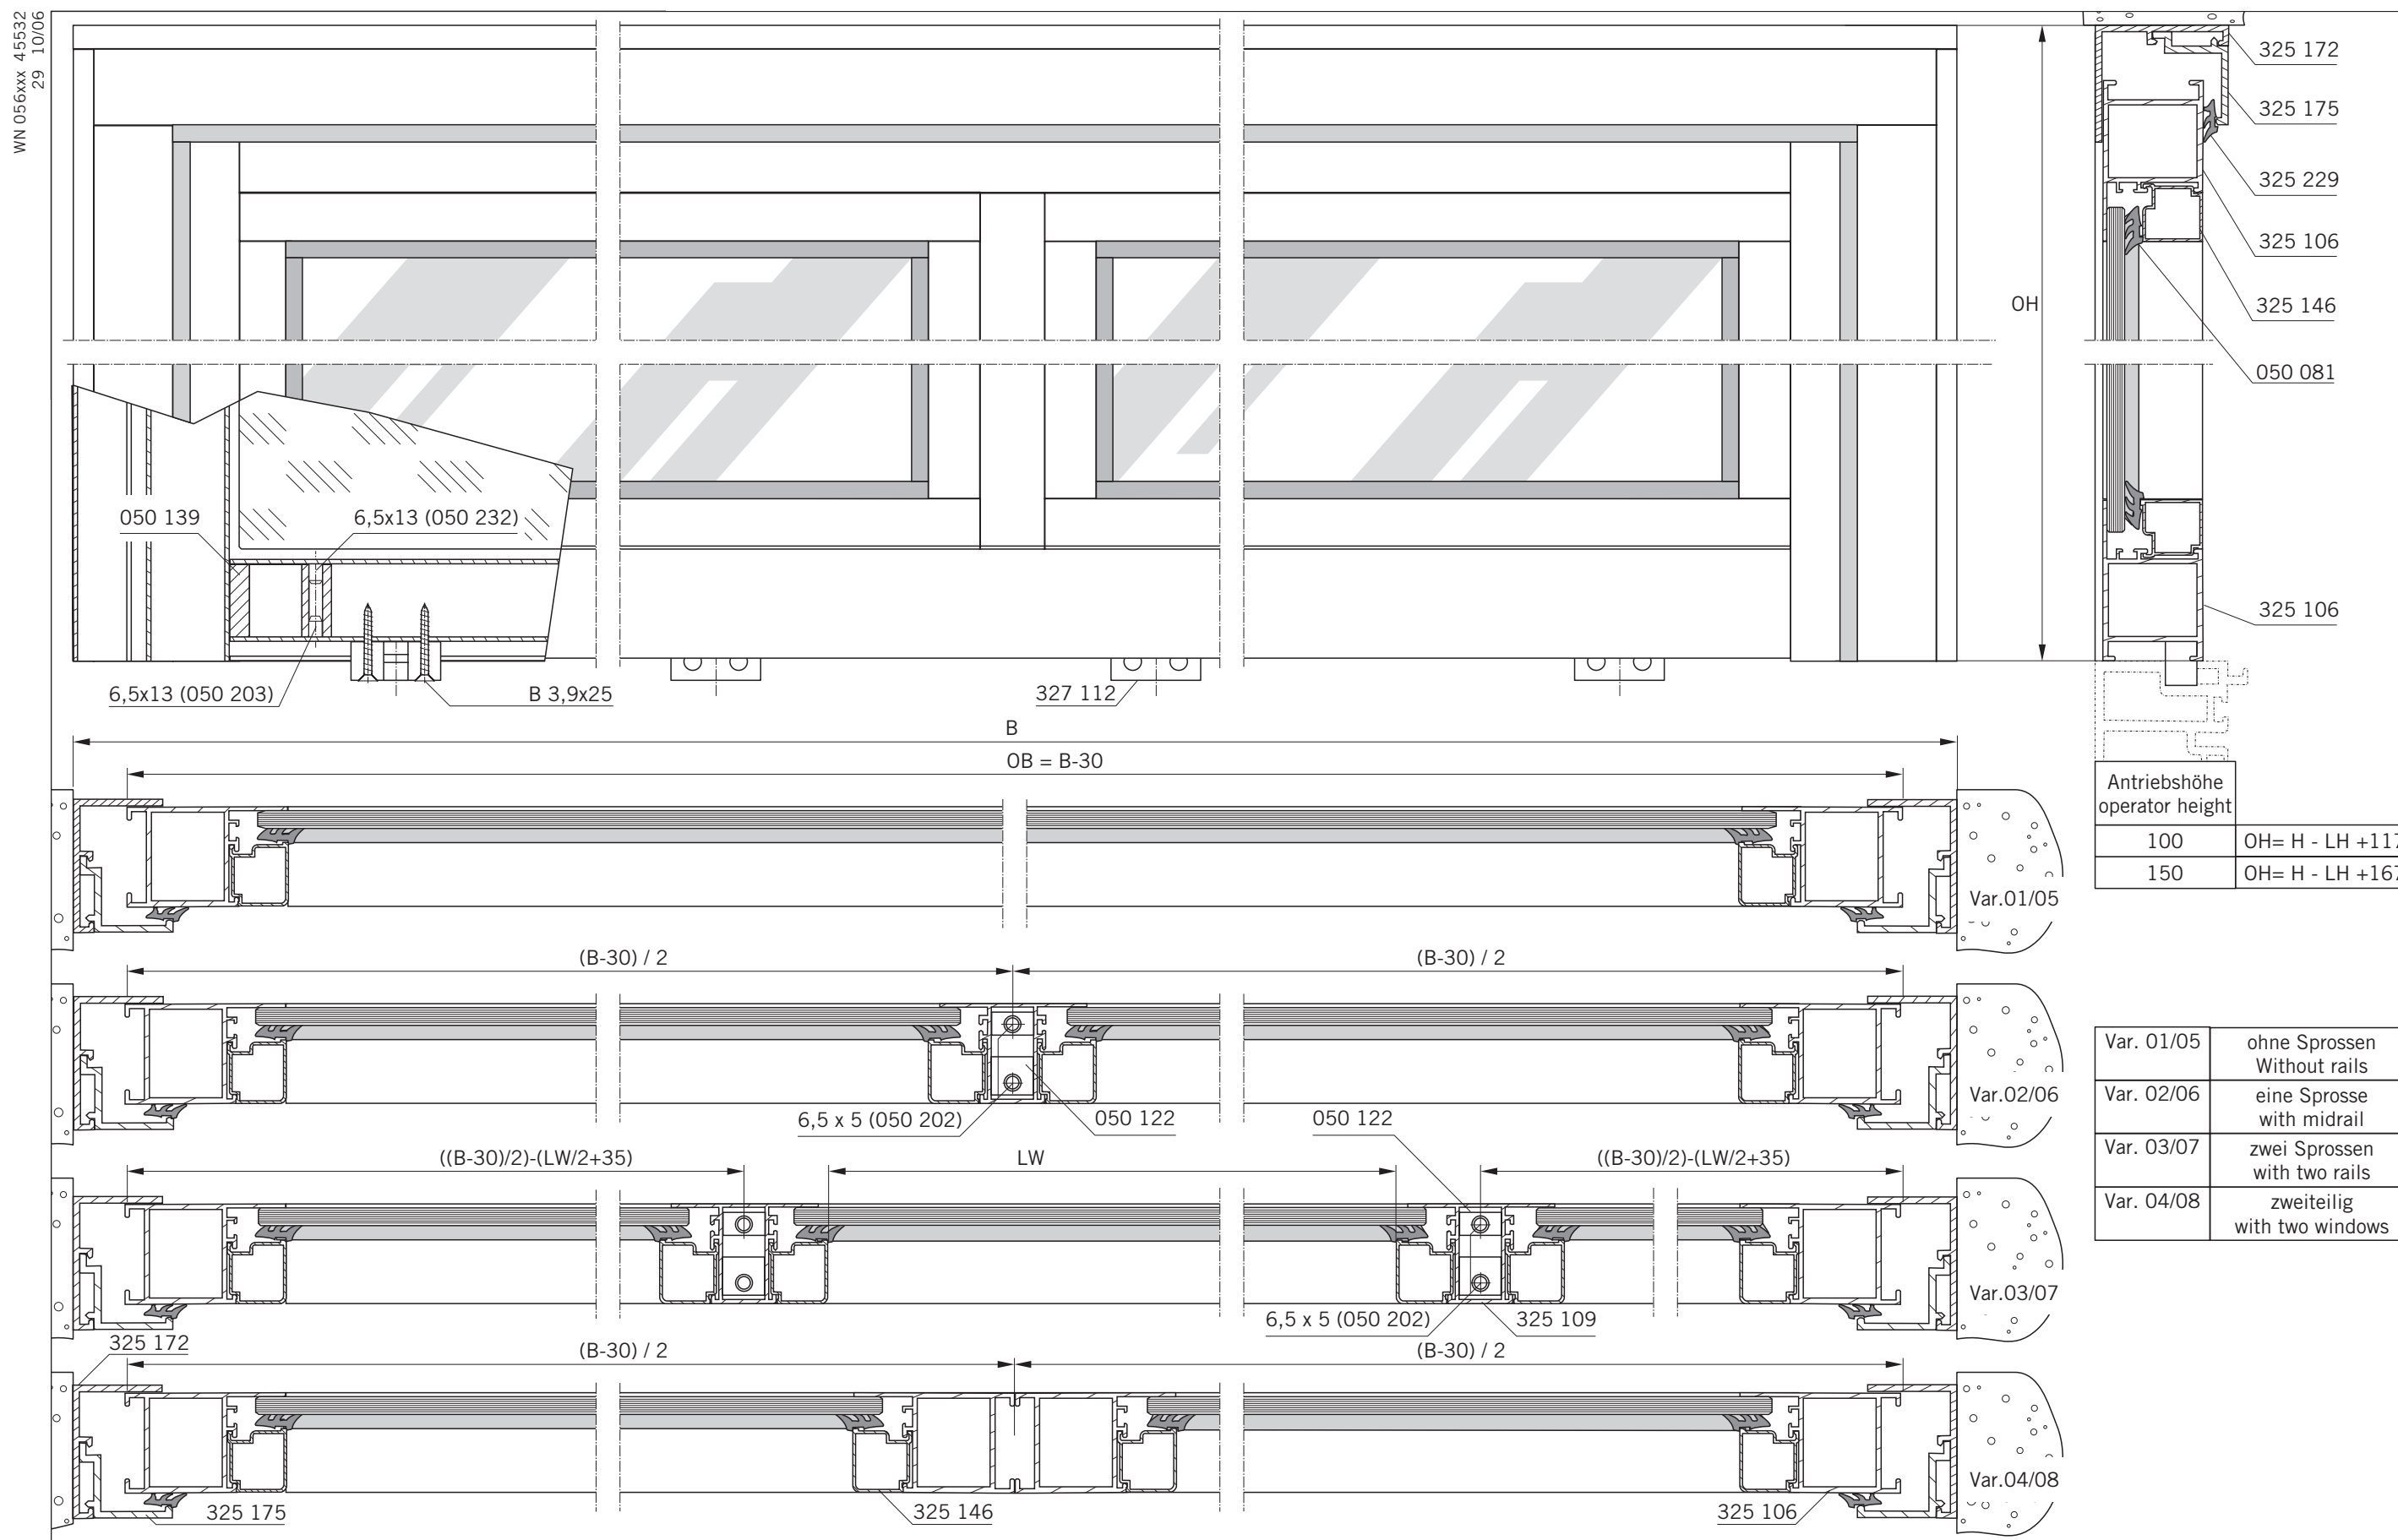 WN 056xxx 45532
29 10/06
325 172
325 175
325 229
325 106
OH
325 146
050 081
050 139
6,5x13 (050 232)
325 106
6,5x13 (050 203)
B 3,9x25
327 112
B
OB = B-30
Antriebshöhe
operator height
100 OH= H - LH +117
150 OH= H - LH +167
Var.01/05
(B-30) / 2
(B-30) / 2
Var.02/06
6,5 x 5 (050 202)
050 122
050 122
Var. 01/05 ohne Sprossen
Without rails
Var. 02/06 eine Sprosse
with midrail
Var. 03/07 zwei Sprossen
with two rails
Var. 04/08 zweiteilig
with two windows
((B-30)/2)-(LW/2+35)
LW
((B-30)/2)-(LW/2+35)
Var.03/07
6,5 x 5 (050 202)
325 109
325 172
(B-30) / 2
(B-30) / 2
Var.04/08
325 175
325 146
325 106